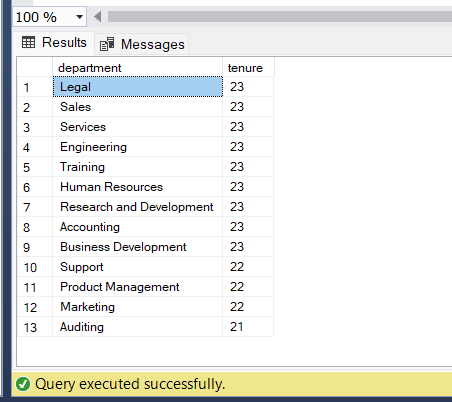 100 %
Results Messages
department tenure
1 Legal 23
2 Sales 23
3 Services 23
4 Engineering 23
5 Training 23
6 Human Resources 23
7 Research and Development 23
8 Accounting 23
9 Business Development 23
10 Support 22
11 Product Management 22
12 Marketing 22
13 Auditing 21
Query executed successfully.